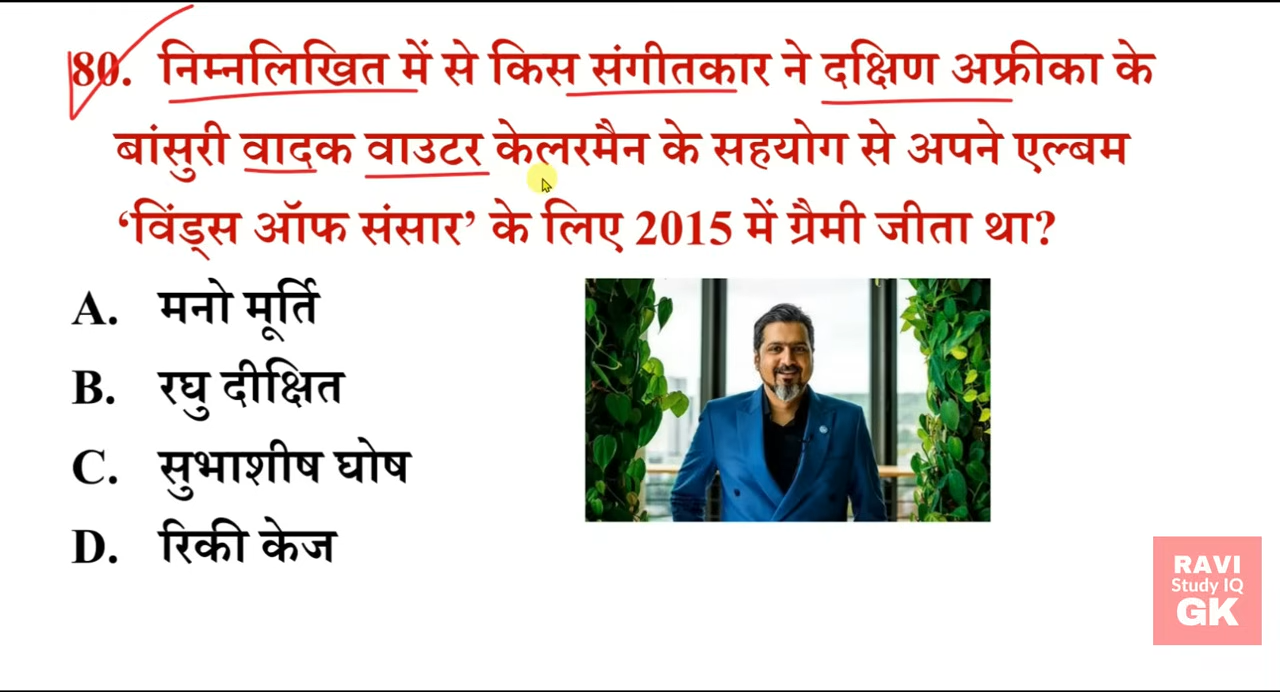 80. निम्नलिखित में से किस संगीतकार ने दक्षिण अफ्रीका के
बांसुरी वादक वाउटर केलरमैन के सहयोग से अपने एल्बम
‘विंड्स ऑफ संसार’ के लिए 2015 में ग्रैमी जीता था?
A. मनो मूर्ति
B. रघु दीक्षित
C. सुभाशीष घोष
D. रिकी केज
RAVI
Study IQ
GK